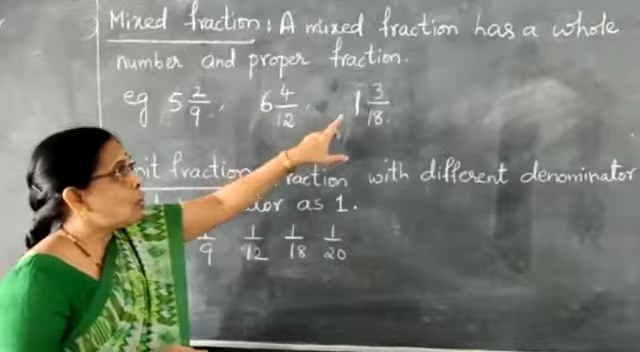 Mixed fraction: A mixed fraction has a whole
number and proper fraction.
eg 5 2/9, 6 4/12, 1 3/18.
fraction with different denominator
as 1.
1/9 1/12 1/18 1/20